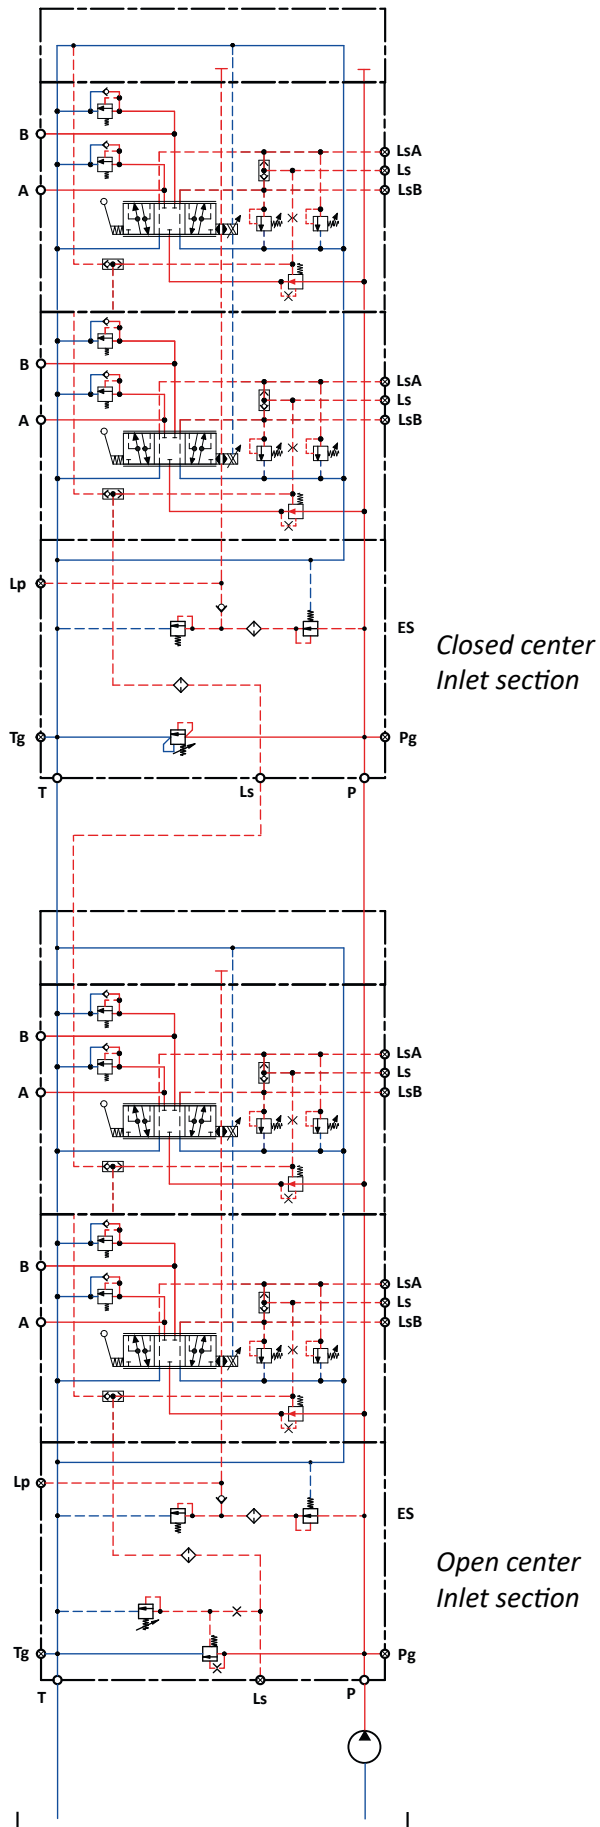 B
LsA
Ls
A
LsB
B
LsA
Ls
A
LsB
Lp
ES
Closed center
Inlet section
Tg
Pg
T
Ls
P
B
LsA
Ls
A
LsB
B
LsA
Ls
A
LsB
Lp
ES
Open center
Inlet section
Tg
Pg
T
Ls
P